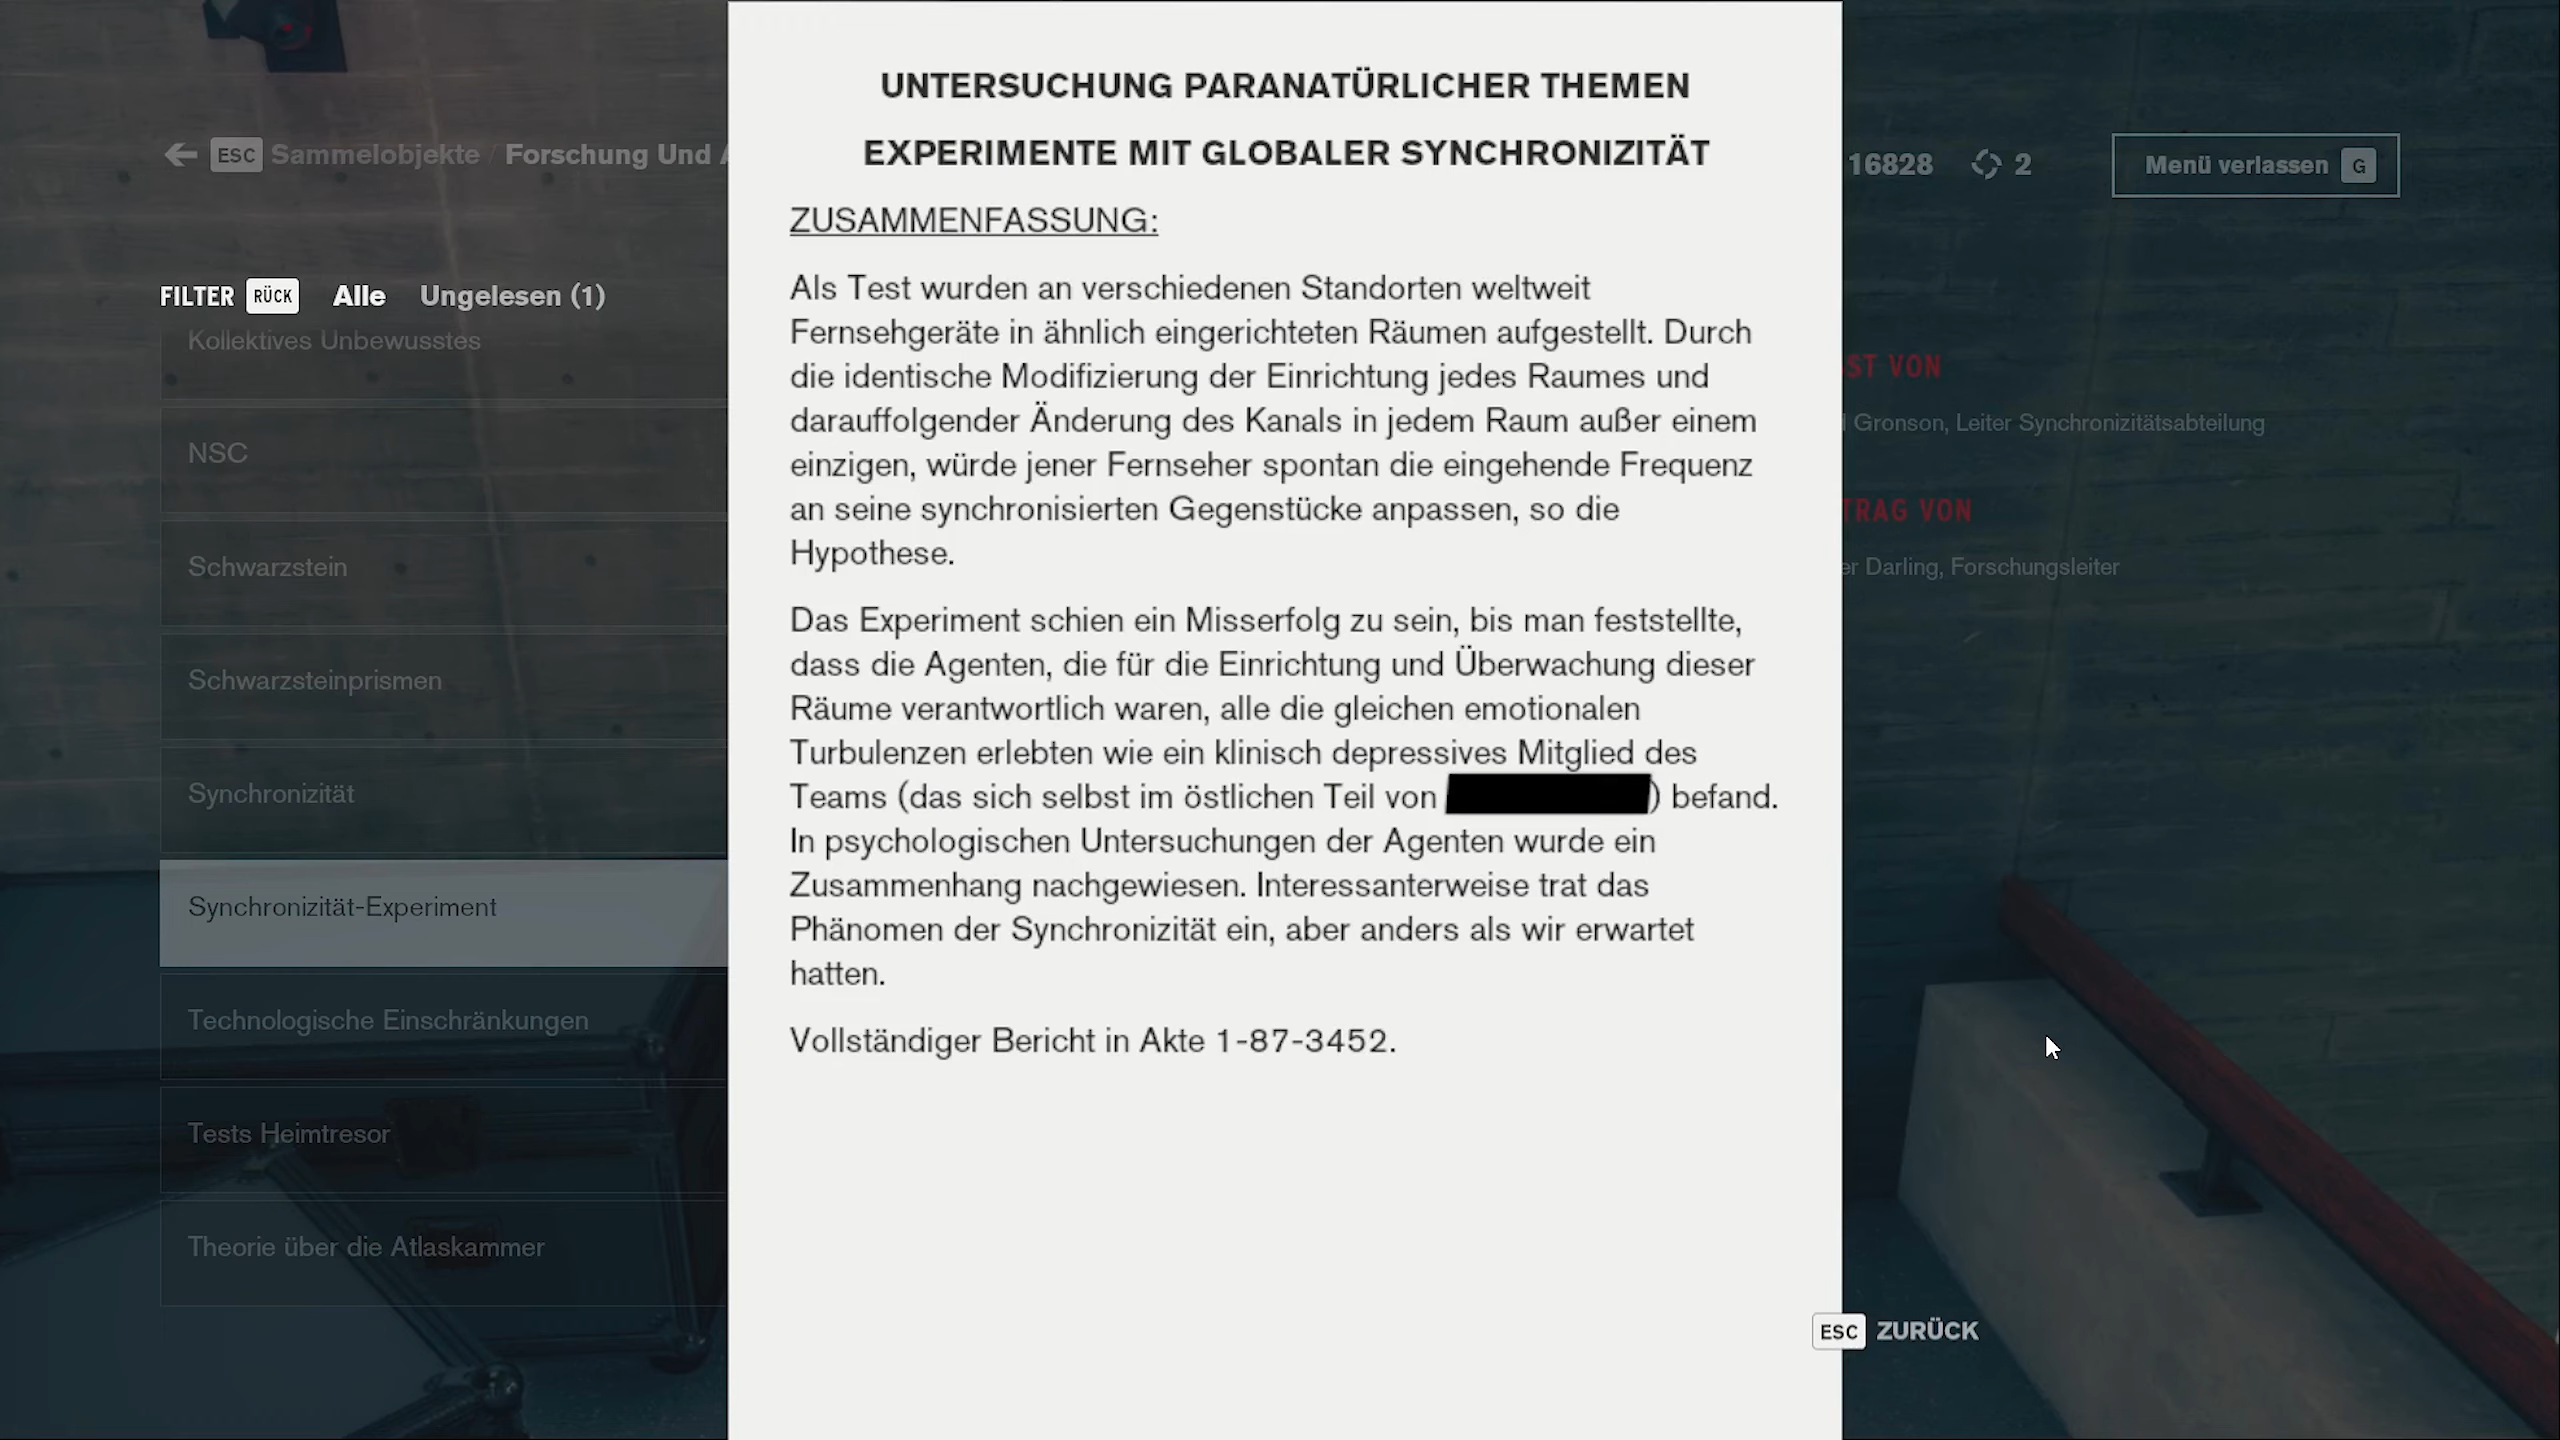 UNTERSUCHUNG PARANATÜRLICHER THEMEN
EXPERIMENTE MIT GLOBALER SYNCHRONIZITÄT
ZUSAMMENFASSUNG:
Als Test wurden an verschiedenen Standorten weltweit
Fernsehgeräte in ähnlich eingerichteten Räumen aufgestellt. Durch
die identische Modifizierung der Einrichtung jedes Raumes und
darauffolgender Änderung des Kanals in jedem Raum außer einem
einzigen, würde jener Fernseher spontan die eingehende Frequenz
an seine synchronisierten Gegenstücke anpassen, so die
Hypothese.
Das Experiment schien ein Misserfolg zu sein, bis man feststellte,
dass die Agenten, die für die Einrichtung und Überwachung dieser
Räume verantwortlich waren, alle die gleichen emotionalen
Turbulenzen erlebten wie ein klinisch depressives Mitglied des
Teams (das sich selbst im östlichen Teil von ) befand.
In psychologischen Untersuchungen der Agenten wurde ein
Zusammenhang nachgewiesen. Interessanterweise trat das
Phänomen der Synchronizität ein, aber anders als wir erwartet
hatten.
Vollständiger Bericht in Akte 1-87-3452.
ESC Sammelobjekte / Forschung Und
FILTER RÜCK Alle Ungelesen (1)
Kollektives Unbewusstes
NSC
Schwarzstein
Schwarzsteinprismen
Synchronizität
Synchronizität-Experiment
Technologische Einschränkungen
Tests Heimtresor
Theorie über die Atlaskammer
16828 2
Menü verlassen G
ST VON
Gronson, Leiter Synchronizitätsabteilung
TRAG VON
er Darling, Forschungsleiter
ESC ZURÜCK